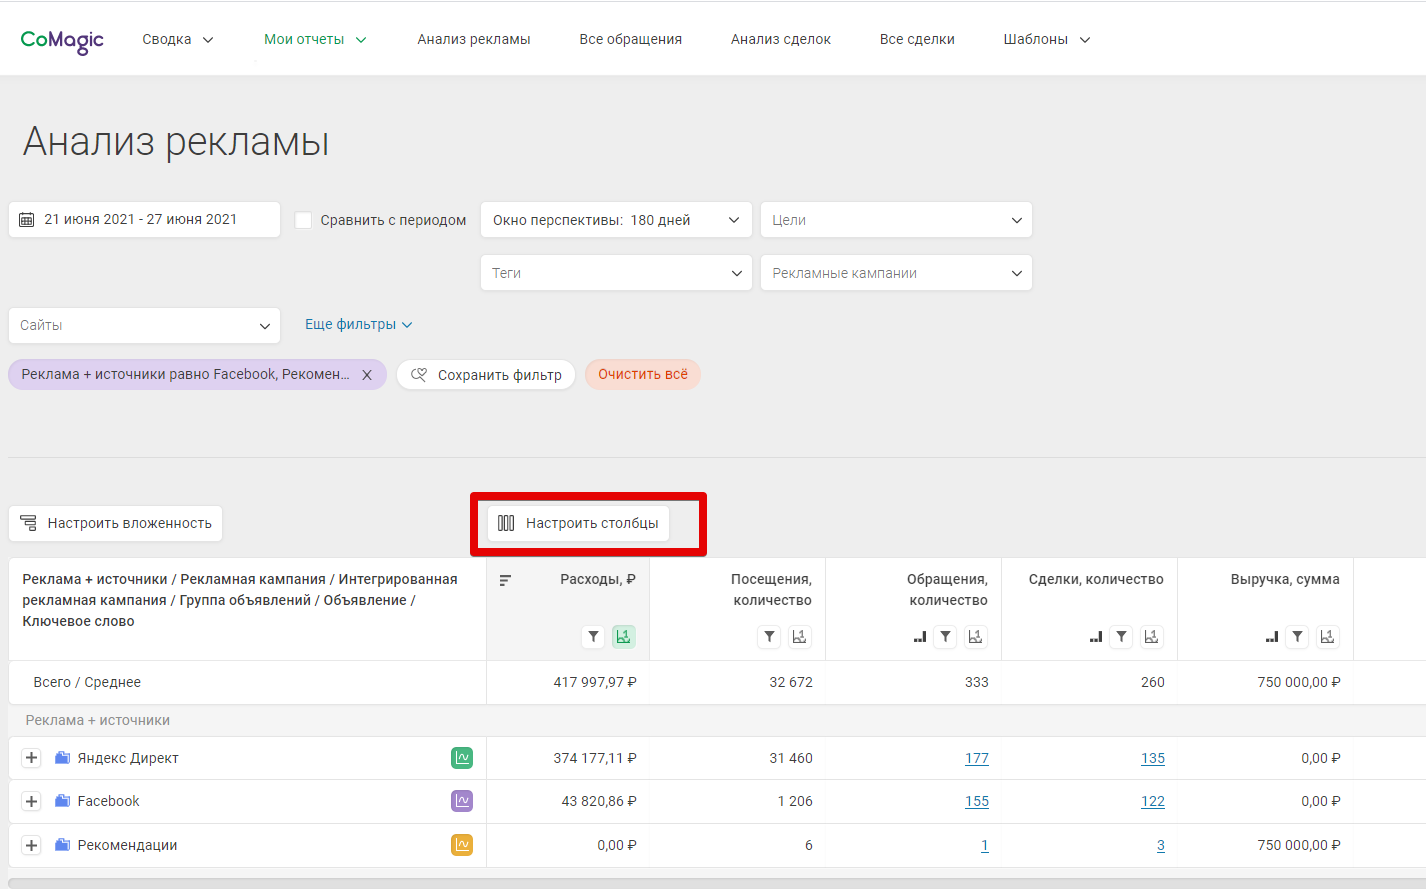 CoMagic
Сводка
Мои отчеты
Анализ рекламы
Все обращения
Анализ сделок
Все сделки
Шаблоны
Анализ рекламы
21 июня 2021 - 27 июня 2021
Сравнить с периодом
Окно перспективы: 180 дней
Цели
Теги
Рекламные кампании
Сайты
Еще фильтры
Реклама + источники равно Facebook, Рекомен...
Сохранить фильтр
Очистить всё
Настроить вложенность
Настроить столбцы
Реклама + источники / Рекламная кампания / Интегрированная
рекламная кампания / Группа объявлений / Объявление /
Ключевое слово
Расходы, ₽
Посещения,
количество
Обращения,
количество
Сделки, количество
Выручка, сумма
Всего / Среднее
417 997,97 ₽
32 672
333
260
750 000,00 ₽
Реклама + источники
Яндекс Директ
374 177,11 ₽
31 460
177
135
0,00 ₽
Facebook
43 820,86 ₽
1 206
155
122
0,00 ₽
Рекомендации
0,00 ₽
6
1
3
750 000,00 ₽